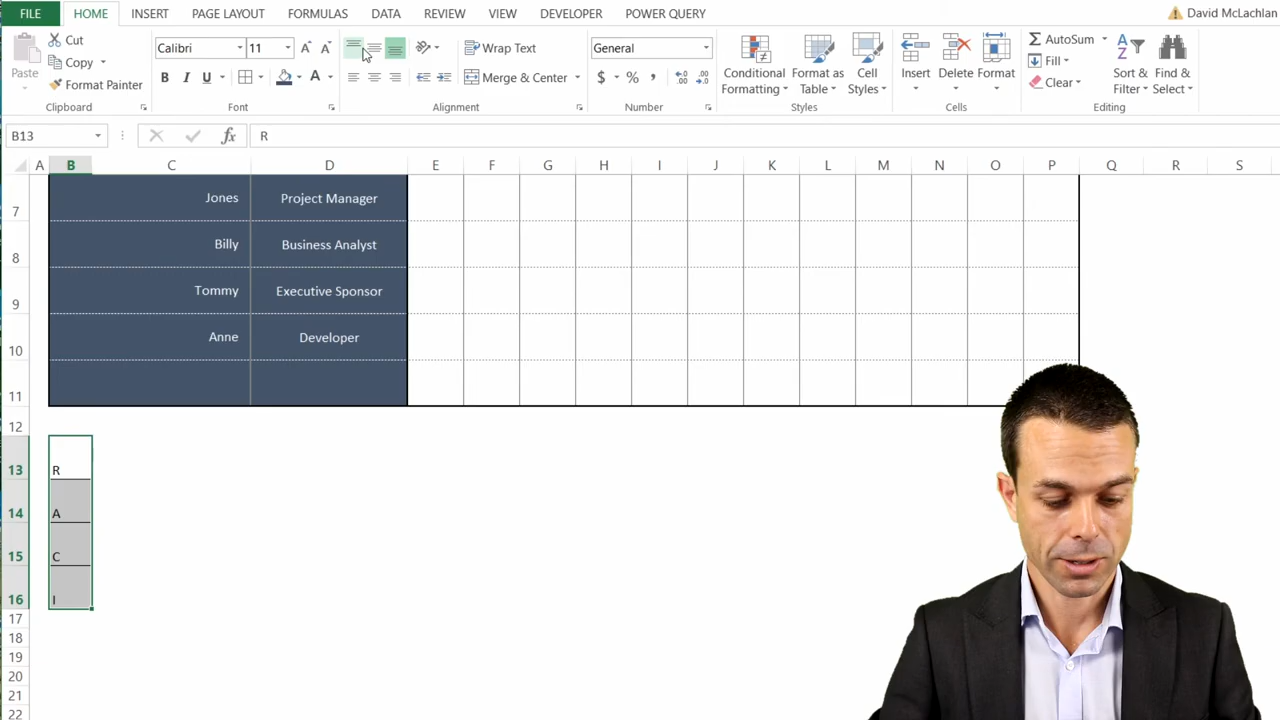 FILE HOME INSERT PAGE LAYOUT FORMULAS DATA REVIEW VIEW DEVELOPER POWER QUERY David McLachlan
Paste Cut Copy Format Painter Clipboard
Calibri 11 A A B I U A Font
Wrap Text Merge & Center Alignment
General $ % , Number
Conditional Formatting Format as Table Cell Styles Styles
Insert Delete Format Cells
AutoSum Fill Clear Sort & Filter Find & Select Editing
B13 fx R
A B C D E F G H I J K L M N O P Q R S
7 Jones Project Manager
8 Billy Business Analyst
9 Tommy Executive Sponsor
10 Anne Developer
11
12
13 R
14 A
15 C
16 I
17
18
19
20
21
22